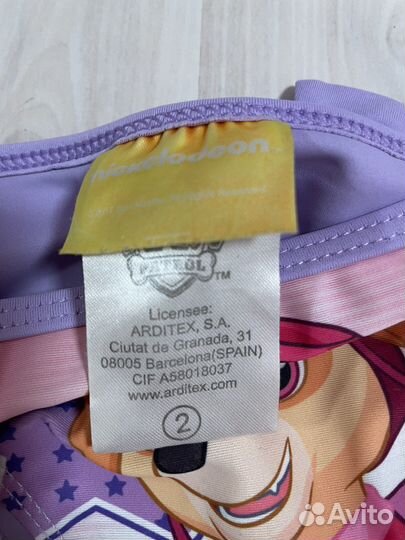 nickelodeon
PATROL TM
Licensee:
ARDITEX, S.A.
Ciutat de Granada, 31
08005 Barcelona(SPAIN)
CIF A58018037
www.arditex.com
2
Avito